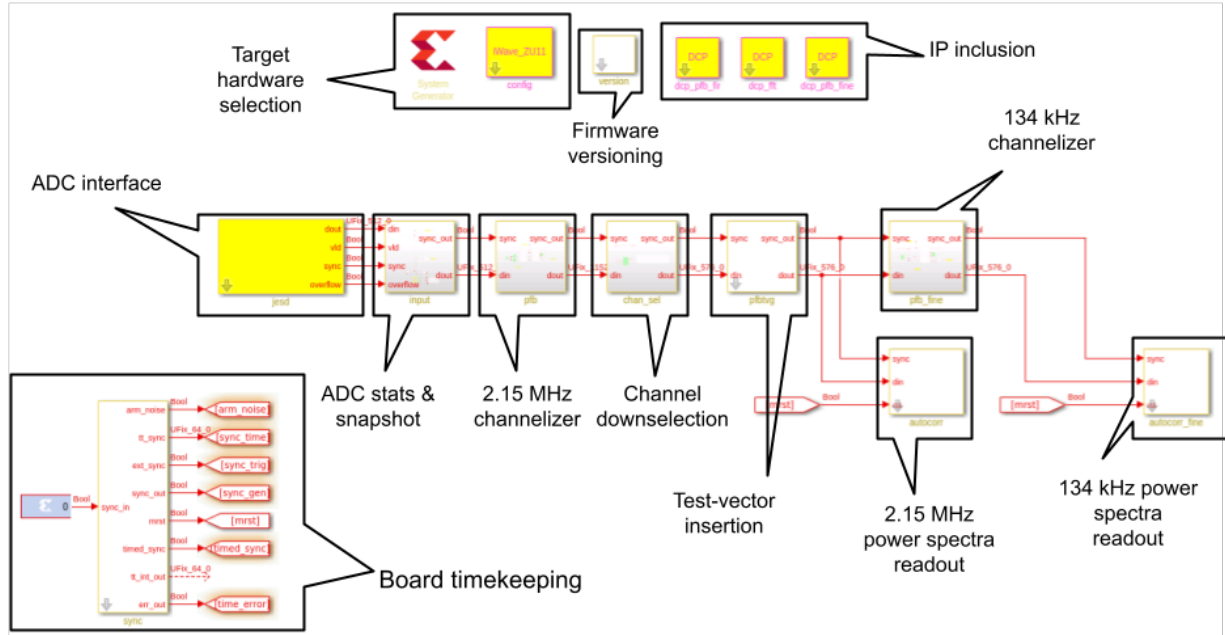 Target
hardware
selection
System
Generator
iWave_ZU11
config
version
Firmware
versioning
DCP
dcp_pfb_fir
DCP
dcp_fft
DCP
dcp_pfb_fine
IP inclusion
134 kHz
channelizer
ADC interface
dout
vld
sync
overflow
jesd
UFix_512_0
Bool
Bool
Bool
din
vld
sync
overflow
sync_out
dout
input
Bool
UFix_512
sync
din
sync_out
dout
pfb
Bool
sync
din
sync_out
dout
chan_sel
Bool
UFix_576_0
sync
din
sync_out
dout
pfbtvg
Bool
UFix_576_0
sync
din
sync_out
dout
pfb_fine
Bool
UFix_576_0
ADC stats &
snapshot
2.15 MHz
channelizer
Channel
downselection
Test-vector
insertion
[mrst]
Bool
sync
din
autocorr
2.15 MHz
power spectra
readout
[mrst]
Bool
sync
din
autocorr_fine
134 kHz power
spectra
readout
0
Bool
sync_in
arm_noise
tt_sync
ext_sync
sync_out
mrst
timed_sync
tt_int_out
err_out
sync
Bool
UFix_64_0
Bool
Bool
Bool
Bool
UFix_64_0
Bool
[arm_noise]
[sync_time]
[sync_trig]
[sync_gen]
[mrst]
[timed_sync]
[time_error]
Board timekeeping